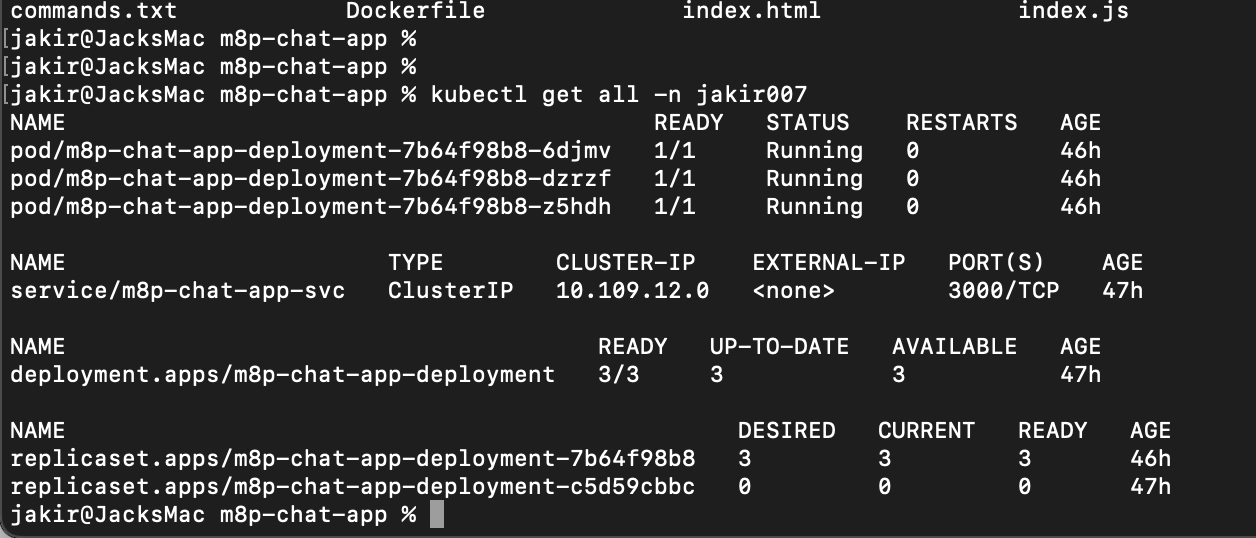 commands.txt Dockerfile index.html index.js
[jakir@JacksMac m8p-chat-app %
[jakir@JacksMac m8p-chat-app %
[jakir@JacksMac m8p-chat-app % kubectl get all -n jakir007
NAME READY STATUS RESTARTS AGE
pod/m8p-chat-app-deployment-7b64f98b8-6djmv 1/1 Running 0 46h
pod/m8p-chat-app-deployment-7b64f98b8-dzrzf 1/1 Running 0 46h
pod/m8p-chat-app-deployment-7b64f98b8-z5hdh 1/1 Running 0 46h
NAME TYPE CLUSTER-IP EXTERNAL-IP PORT(S) AGE
service/m8p-chat-app-svc ClusterIP 10.109.12.0 <none> 3000/TCP 47h
NAME READY UP-TO-DATE AVAILABLE AGE
deployment.apps/m8p-chat-app-deployment 3/3 3 3 47h
NAME DESIRED CURRENT READY AGE
replicaset.apps/m8p-chat-app-deployment-7b64f98b8 3 3 3 46h
replicaset.apps/m8p-chat-app-deployment-c5d59cbbc 0 0 0 47h
jakir@JacksMac m8p-chat-app %